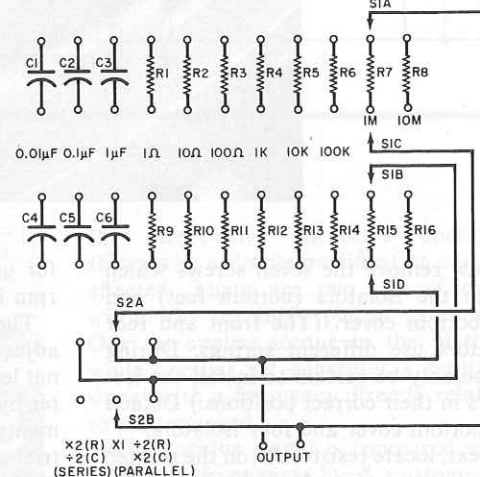 S1A
C1 C2 C3 R1 R2 R3 R4 R5 R6 R7 R8
1M 10M
0.01μF 0.1μF 1μF 1Ω 10Ω 100Ω 1K 10K 100K
S1C
S1B
C4 C5 C6 R9 R10 R11 R12 R13 R14 R15 R16
S1D
S2A
S2B
X2(R) X1 ÷2(R)
÷2(C) X2(C)
(SERIES) (PARALLEL)
OUTPUT